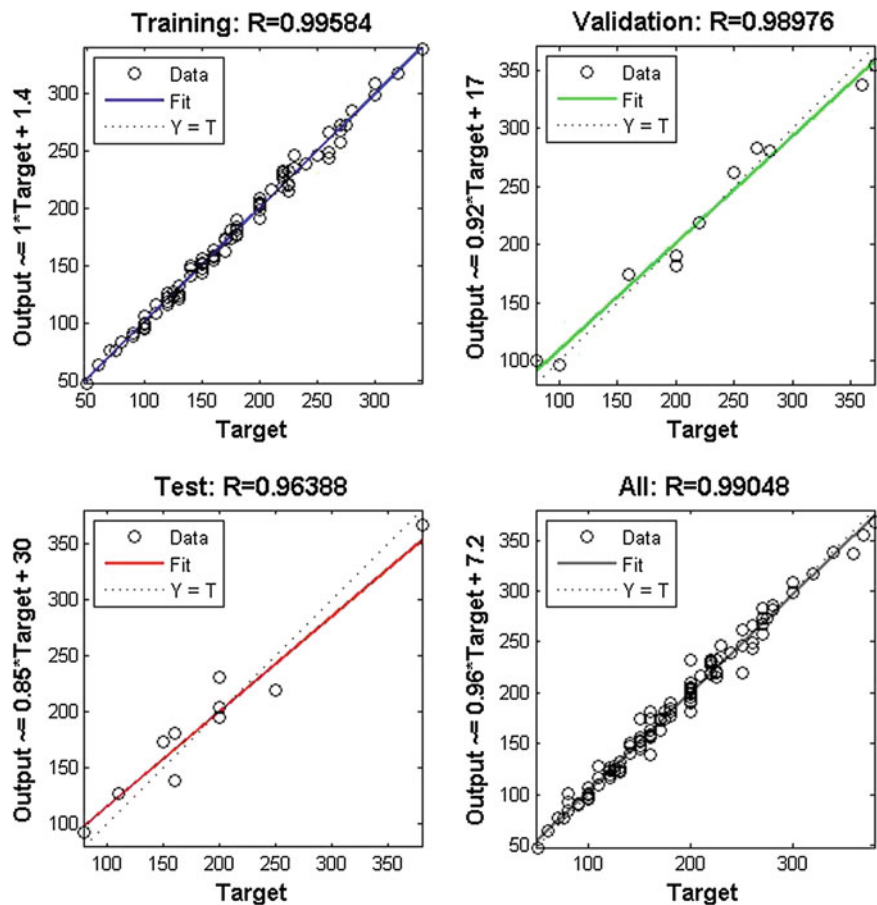 Training: R=0.99584
Output ~= 1*Target + 1.4
Data
Fit
Y = T
300
250
200
150
100
50
50 100 150 200 250 300
Target
Validation: R=0.98976
Output ~= 0.92*Target + 17
Data
Fit
Y = T
350
300
250
200
150
100
100 150 200 250 300 350
Target
Test: R=0.96388
Output ~= 0.85*Target + 30
Data
Fit
Y = T
350
300
250
200
150
100
100 150 200 250 300 350
Target
All: R=0.99048
Output ~= 0.96*Target + 7.2
Data
Fit
Y = T
350
300
250
200
150
100
50
100 200 300
Target